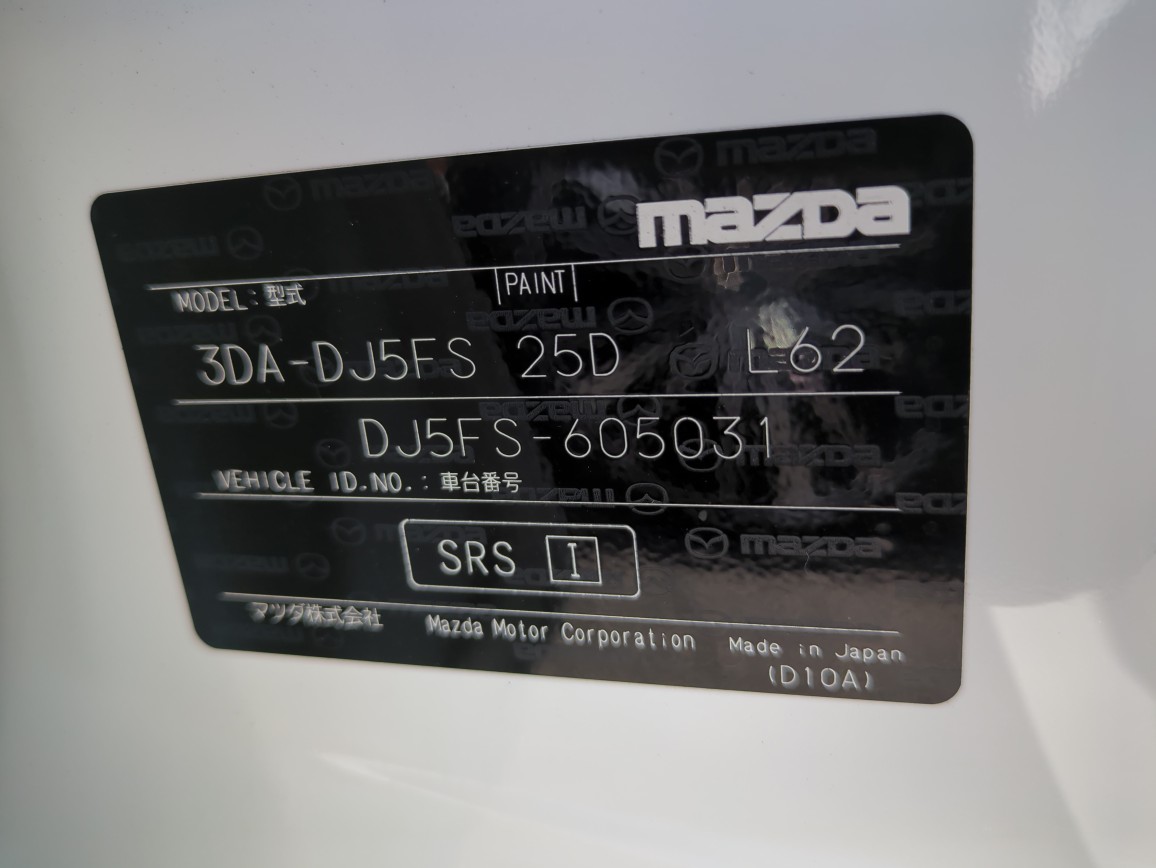 mazda
MODEL: 型式 PAINT
3DA-DJ5FS 25D L62
DJ5FS-605031
VEHICLE ID.NO.: 車台番号
SRS I
マツダ株式会社 Mazda Motor Corporation Made in Japan
(D10A)